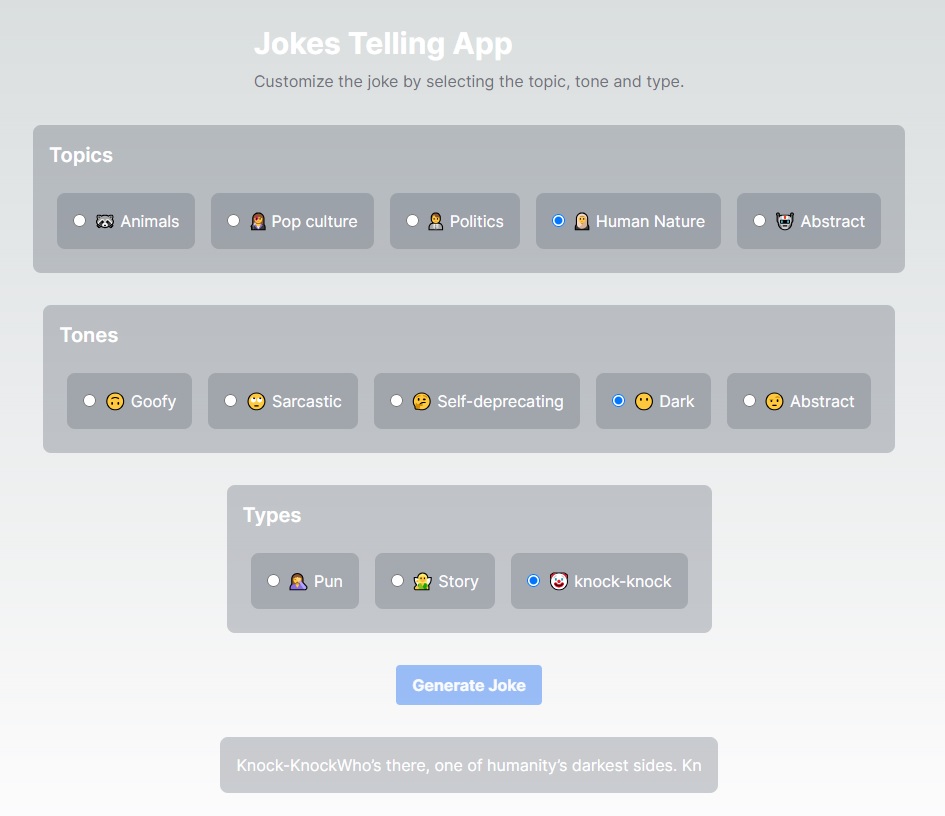 Jokes Telling App
Customize the joke by selecting the topic, tone and type.
Topics
Animals Pop culture Politics Human Nature Abstract
Tones
Goofy Sarcastic Self-deprecating Dark Abstract
Types
Pun Story knock-knock
Generate Joke
Knock-KnockWho’s there, one of humanity’s darkest sides. Kn